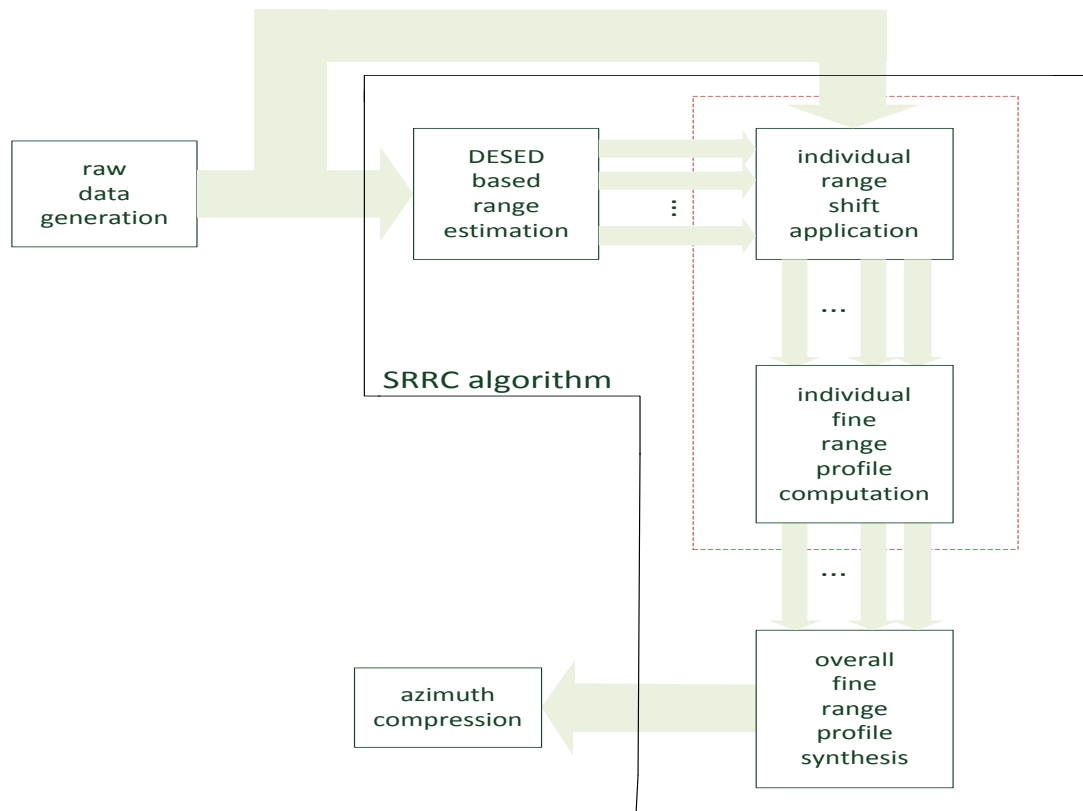 raw
data
generation
DESED
based
range
estimation
...
individual
range
shift
application
...
SRRC algorithm
individual
fine
range
profile
computation
...
azimuth
compression
overall
fine
range
profile
synthesis